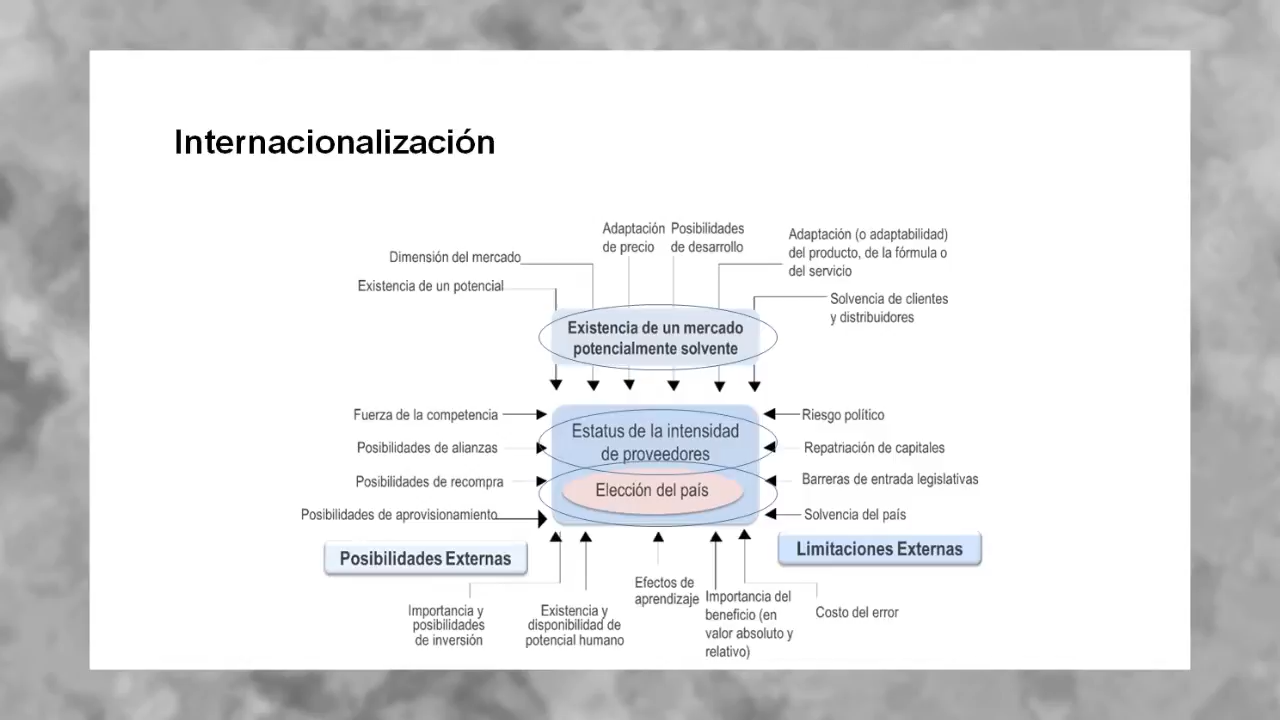 Internacionalización
Adaptación
de precio
Posibilidades
de desarrollo
Adaptación (o adaptabilidad)
del producto, de la fórmula o
del servicio
Dimensión del mercado
Existencia de un potencial
Solvencia de clientes
y distribuidores
Existencia de un mercado
potencialmente solvente
Fuerza de la competencia
Posibilidades de alianzas
Posibilidades de recompra
Posibilidades de aprovisionamiento
Estatus de la intensidad
de proveedores
Elección del país
Riesgo político
Repatriación de capitales
Barreras de entrada legislativas
Solvencia del país
Posibilidades Externas
Limitaciones Externas
Importancia y
posibilidades
de inversión
Existencia y
disponibilidad de
potencial humano
Efectos de
aprendizaje
Importancia del
beneficio (en
valor absoluto y
relativo)
Costo del error